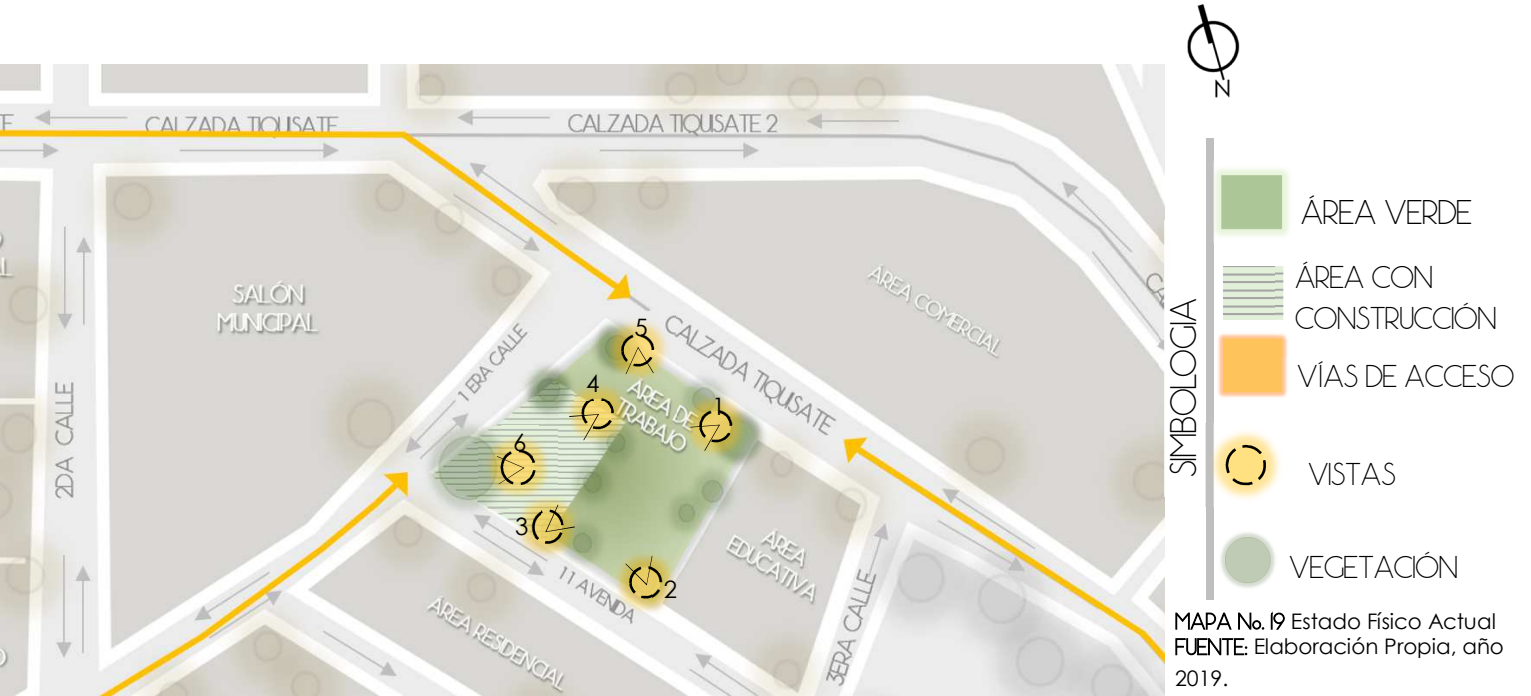 N
CALZADA TIQUISATE
CALZADA TIQUISATE 2
SALÓN
MUNICIPAL
ÁREA COMERCIAL
2DA CALLE
1 ERA CALLE
CALZADA TIQUISATE
5
4
1
6
3
2
ÁREA DE
TRABAJO
ÁREA
EDUCATIVA
11 AVENDA
ÁREA RESIDENCIAL
3ERA CALLE
SIMBOLOGÍA
ÁREA VERDE
ÁREA CON
CONSTRUCCIÓN
VÍAS DE ACCESO
VISTAS
VEGETACIÓN
MAPA No. 19 Estado Físico Actual
FUENTE: Elaboración Propia, año
2019.